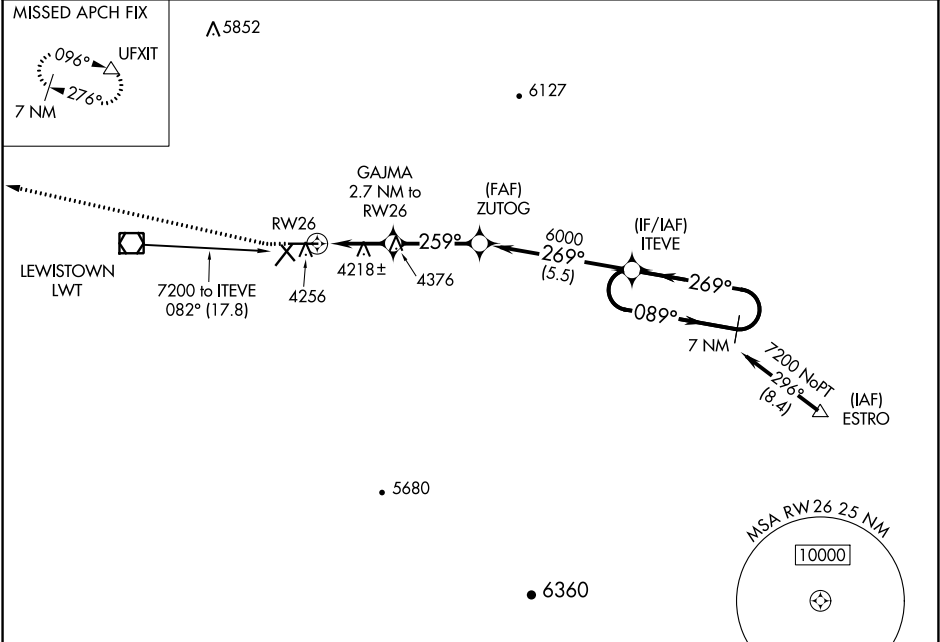 MISSED APCH FIX
096°
UFXIT
276°
7 NM
5852
6127
GAJMA
2.7 NM to
RW26
(FAF)
ZUTOG
RW26
259°
6000
269°
(5.5)
(IF/IAF)
ITEVE
LEWISTOWN
LWT
7200 to ITEVE
082° (17.8)
4256
4218±
4376
269°
089°
7 NM
7200 NoPT
296°
(8.4)
(IAF)
ESTRO
5680
6360
MSA RW26 25 NM
10000